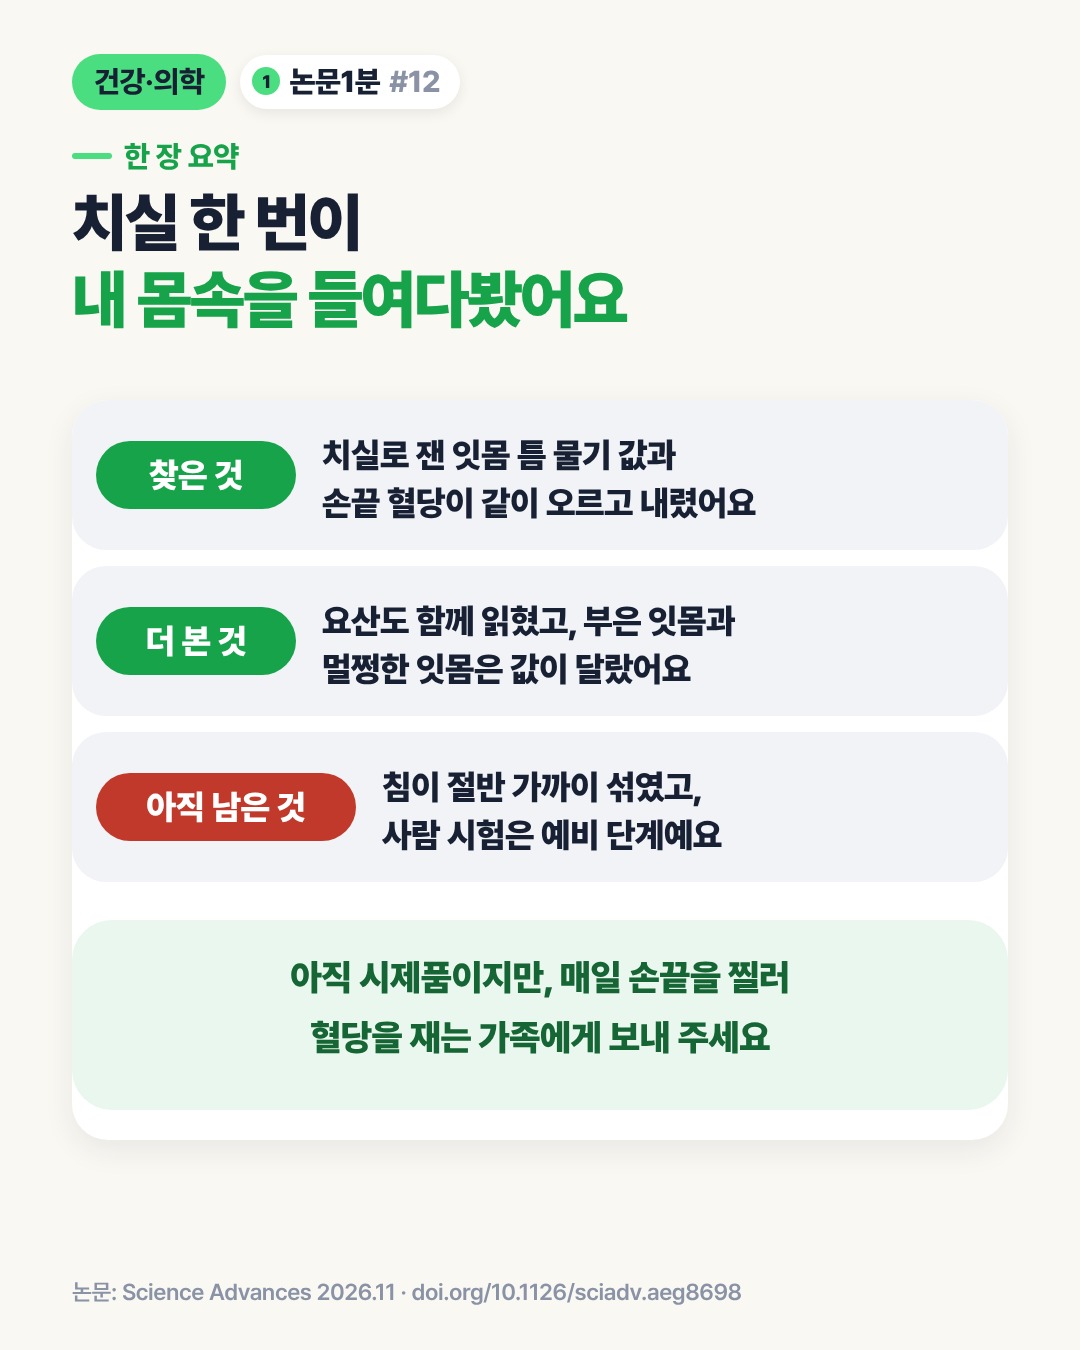 건강·의학
1 논문1분 #12
한 장 요약
치실 한 번이
내 몸속을 들여다봤어요
찾은 것
치실로 잰 잇몸 틈 물기 값과
손끝 혈당이 같이 오르고 내렸어요
더 본 것
요산도 함께 읽혔고, 부은 잇몸과
멀쩡한 잇몸은 값이 달랐어요
아직 남은 것
침이 절반 가까이 섞였고,
사람 시험은 예비 단계예요
아직 시제품이지만, 매일 손끝을 찔러
혈당을 재는 가족에게 보내 주세요
논문: Science Advances 2026.11 · doi.org/10.1126/sciadv.aeg8698